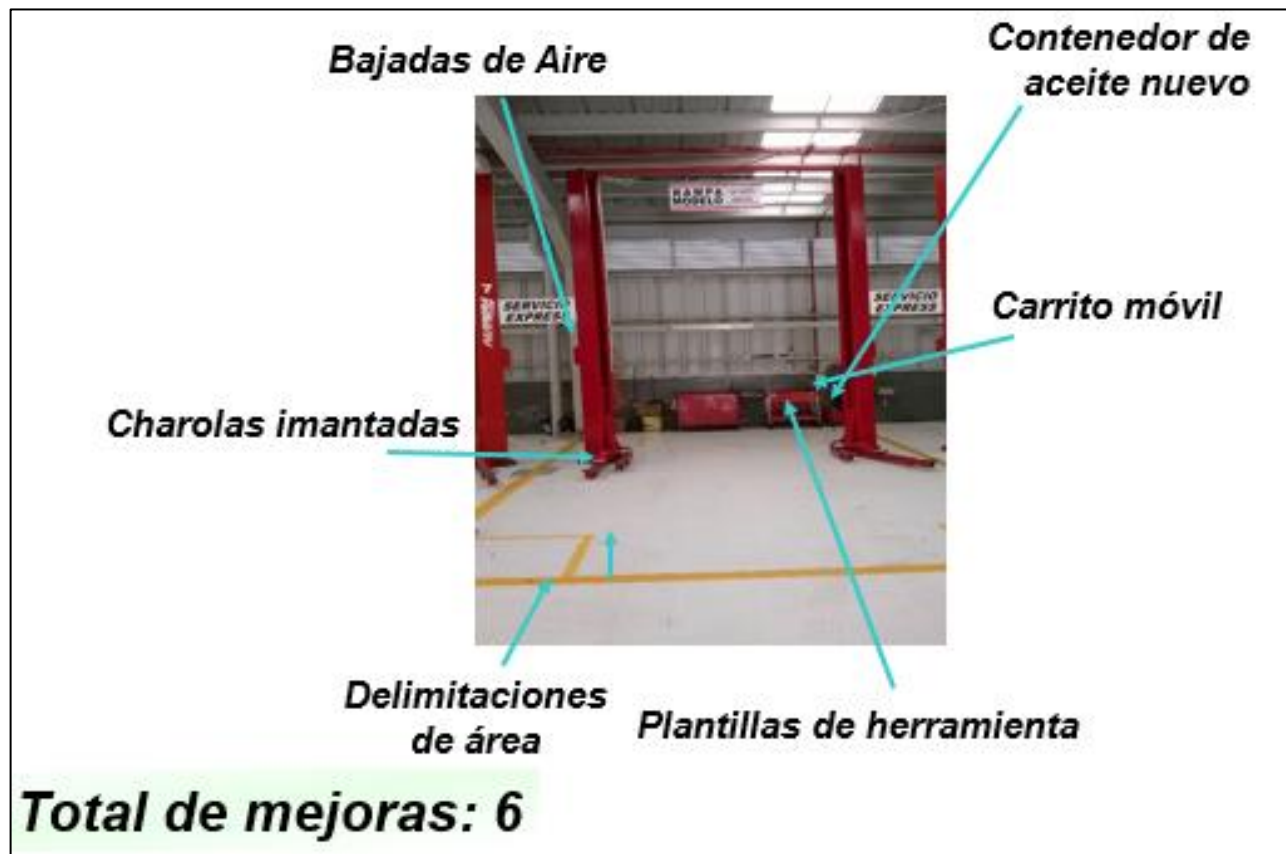 Bajadas de Aire
Contenedor de
aceite nuevo
RAMPA
MODELO
SERVICIO
EXPRESS
SERVICIO
EXPRESS
Carrito móvil
Charolas imantadas
Delimitaciones
de área
Plantillas de herramienta
Total de mejoras: 6